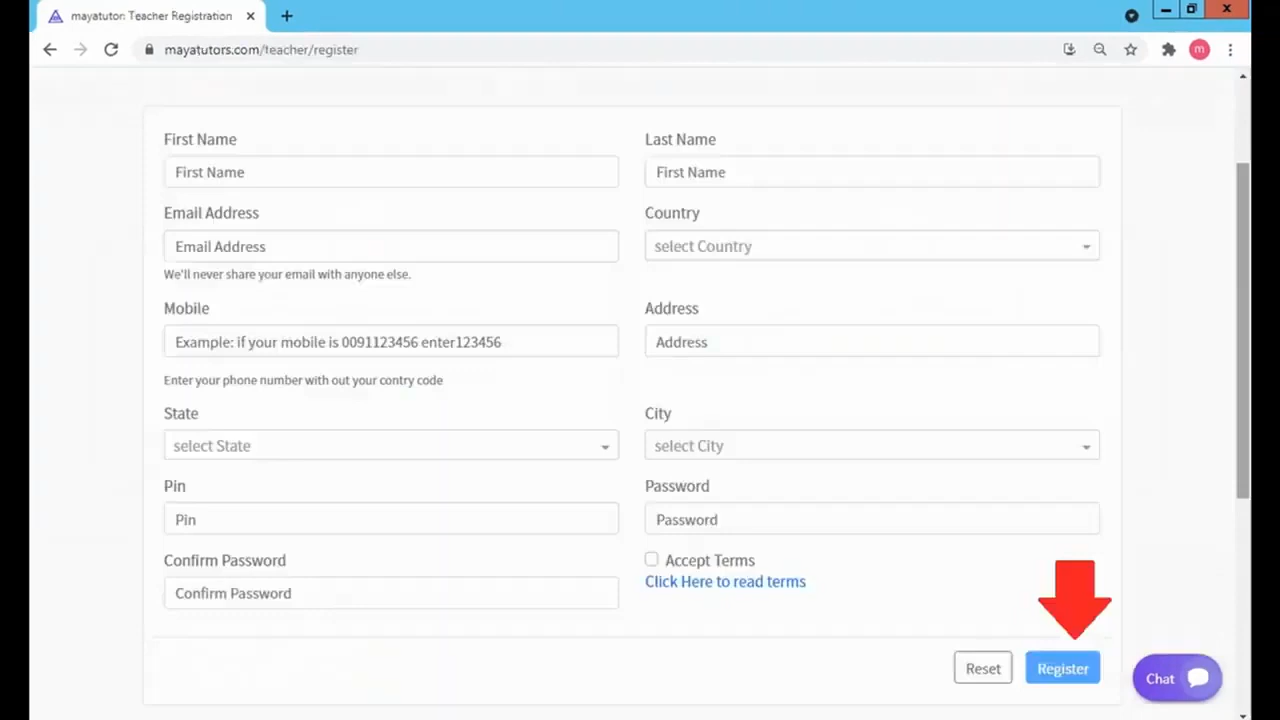 mayatutor: Teacher Registration
mayatutors.com/teacher/register
m
First Name
Last Name
First Name
First Name
Email Address
Country
Email Address
select Country
We'll never share your email with anyone else.
Mobile
Address
Example: if your mobile is 0091123456 enter123456
Address
Enter your phone number with out your contry code
State
City
select State
select City
Pin
Password
Pin
Password
Confirm Password
Accept Terms
Click Here to read terms
Confirm Password
Reset
Register
Chat